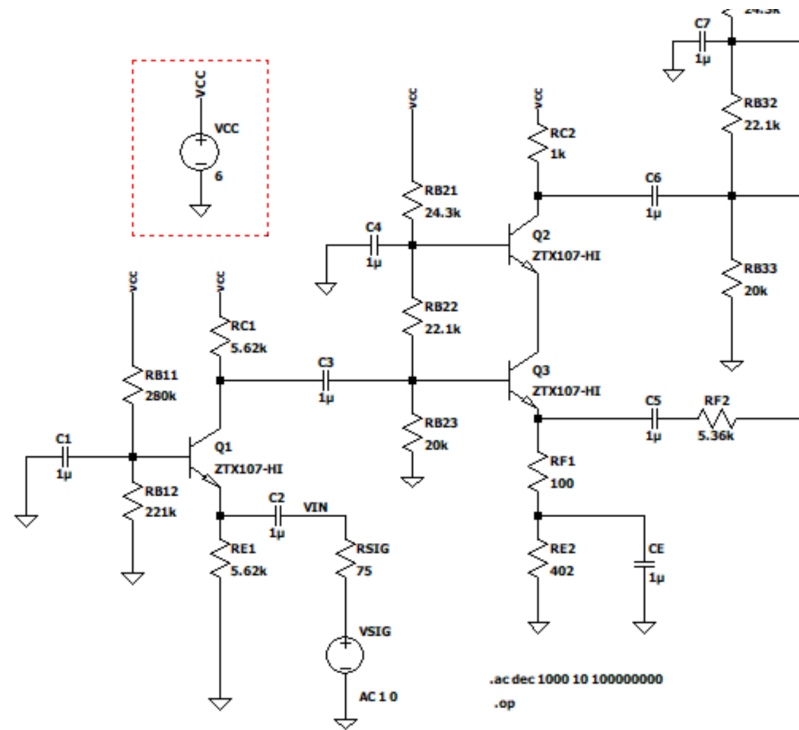 C7
1µ
24.3k
RB32
22.1k
VCC
VCC
6
vcc
vcc
RC2
1k
RB21
24.3k
C4
1µ
C6
1µ
Q2
ZTX107-HI
RB33
20k
vcc
vcc
RC1
5.62k
RB22
22.1k
C3
1µ
RB11
280k
Q3
ZTX107-HI
C5
1µ
RF2
5.36k
RB23
20k
C1
1µ
Q1
ZTX107-HI
RF1
100
RB12
221k
C2
1µ
VIN
RE1
5.62k
RSIG
75
RE2
402
CE
1µ
VSIG
AC 1 0
.ac dec 1000 10 100000000
.op